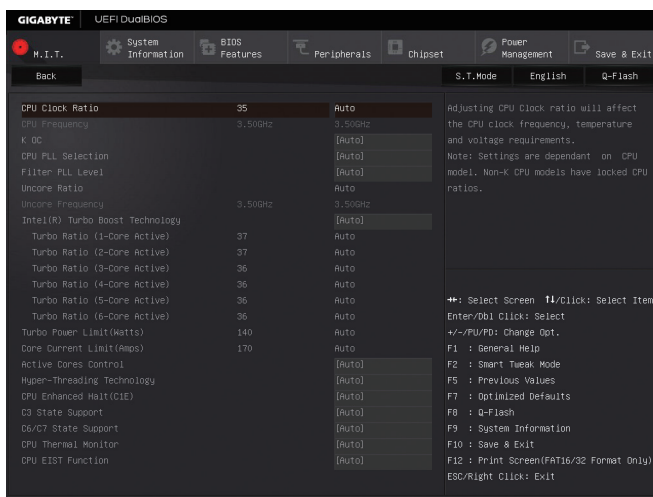 GIGABYTE™ UEFI DualBIOS
M.I.T. System Information BIOS Features Peripherals Chipset Power Management Save & Exit
Back S.T.Mode English Q-Flash
CPU Clock Ratio 35 Auto
CPU Frequency 3.50GHz 3.50GHz
K OC [Auto]
CPU PLL Selection [Auto]
Filter PLL Level [Auto]
Uncore Ratio Auto
Uncore Frequency 3.50GHz 3.50GHz
Intel(R) Turbo Boost Technology [Auto]
Turbo Ratio (1-Core Active) 37 Auto
Turbo Ratio (2-Core Active) 37 Auto
Turbo Ratio (3-Core Active) 36 Auto
Turbo Ratio (4-Core Active) 36 Auto
Turbo Ratio (5-Core Active) 36 Auto
Turbo Ratio (6-Core Active) 36 Auto
Turbo Power Limit(Watts) 140 Auto
Core Current Limit(Amps) 170 Auto
Active Cores Control [Auto]
Hyper-Threading Technology [Auto]
CPU Enhanced Halt(C1E) [Auto]
C3 State Support [Auto]
C6/C7 State Support [Auto]
CPU Thermal Monitor [Auto]
CPU EIST Function [Auto]
Adjusting CPU Clock ratio will affect
the CPU clock frequency, temperature
and voltage requirements.
Note: Settings are dependant on CPU
model. Non-K CPU models have locked CPU
ratios.
→←: Select Screen ↑↓/Click: Select Item
Enter/Dbl Click: Select
+/-/PU/PD: Change Opt.
F1 : General Help
F2 : Smart Tweak Mode
F5 : Previous Values
F7 : Optimized Defaults
F8 : Q-Flash
F9 : System Information
F10 : Save & Exit
F12 : Print Screen(FAT16/32 Format Only)
ESC/Right Click: Exit